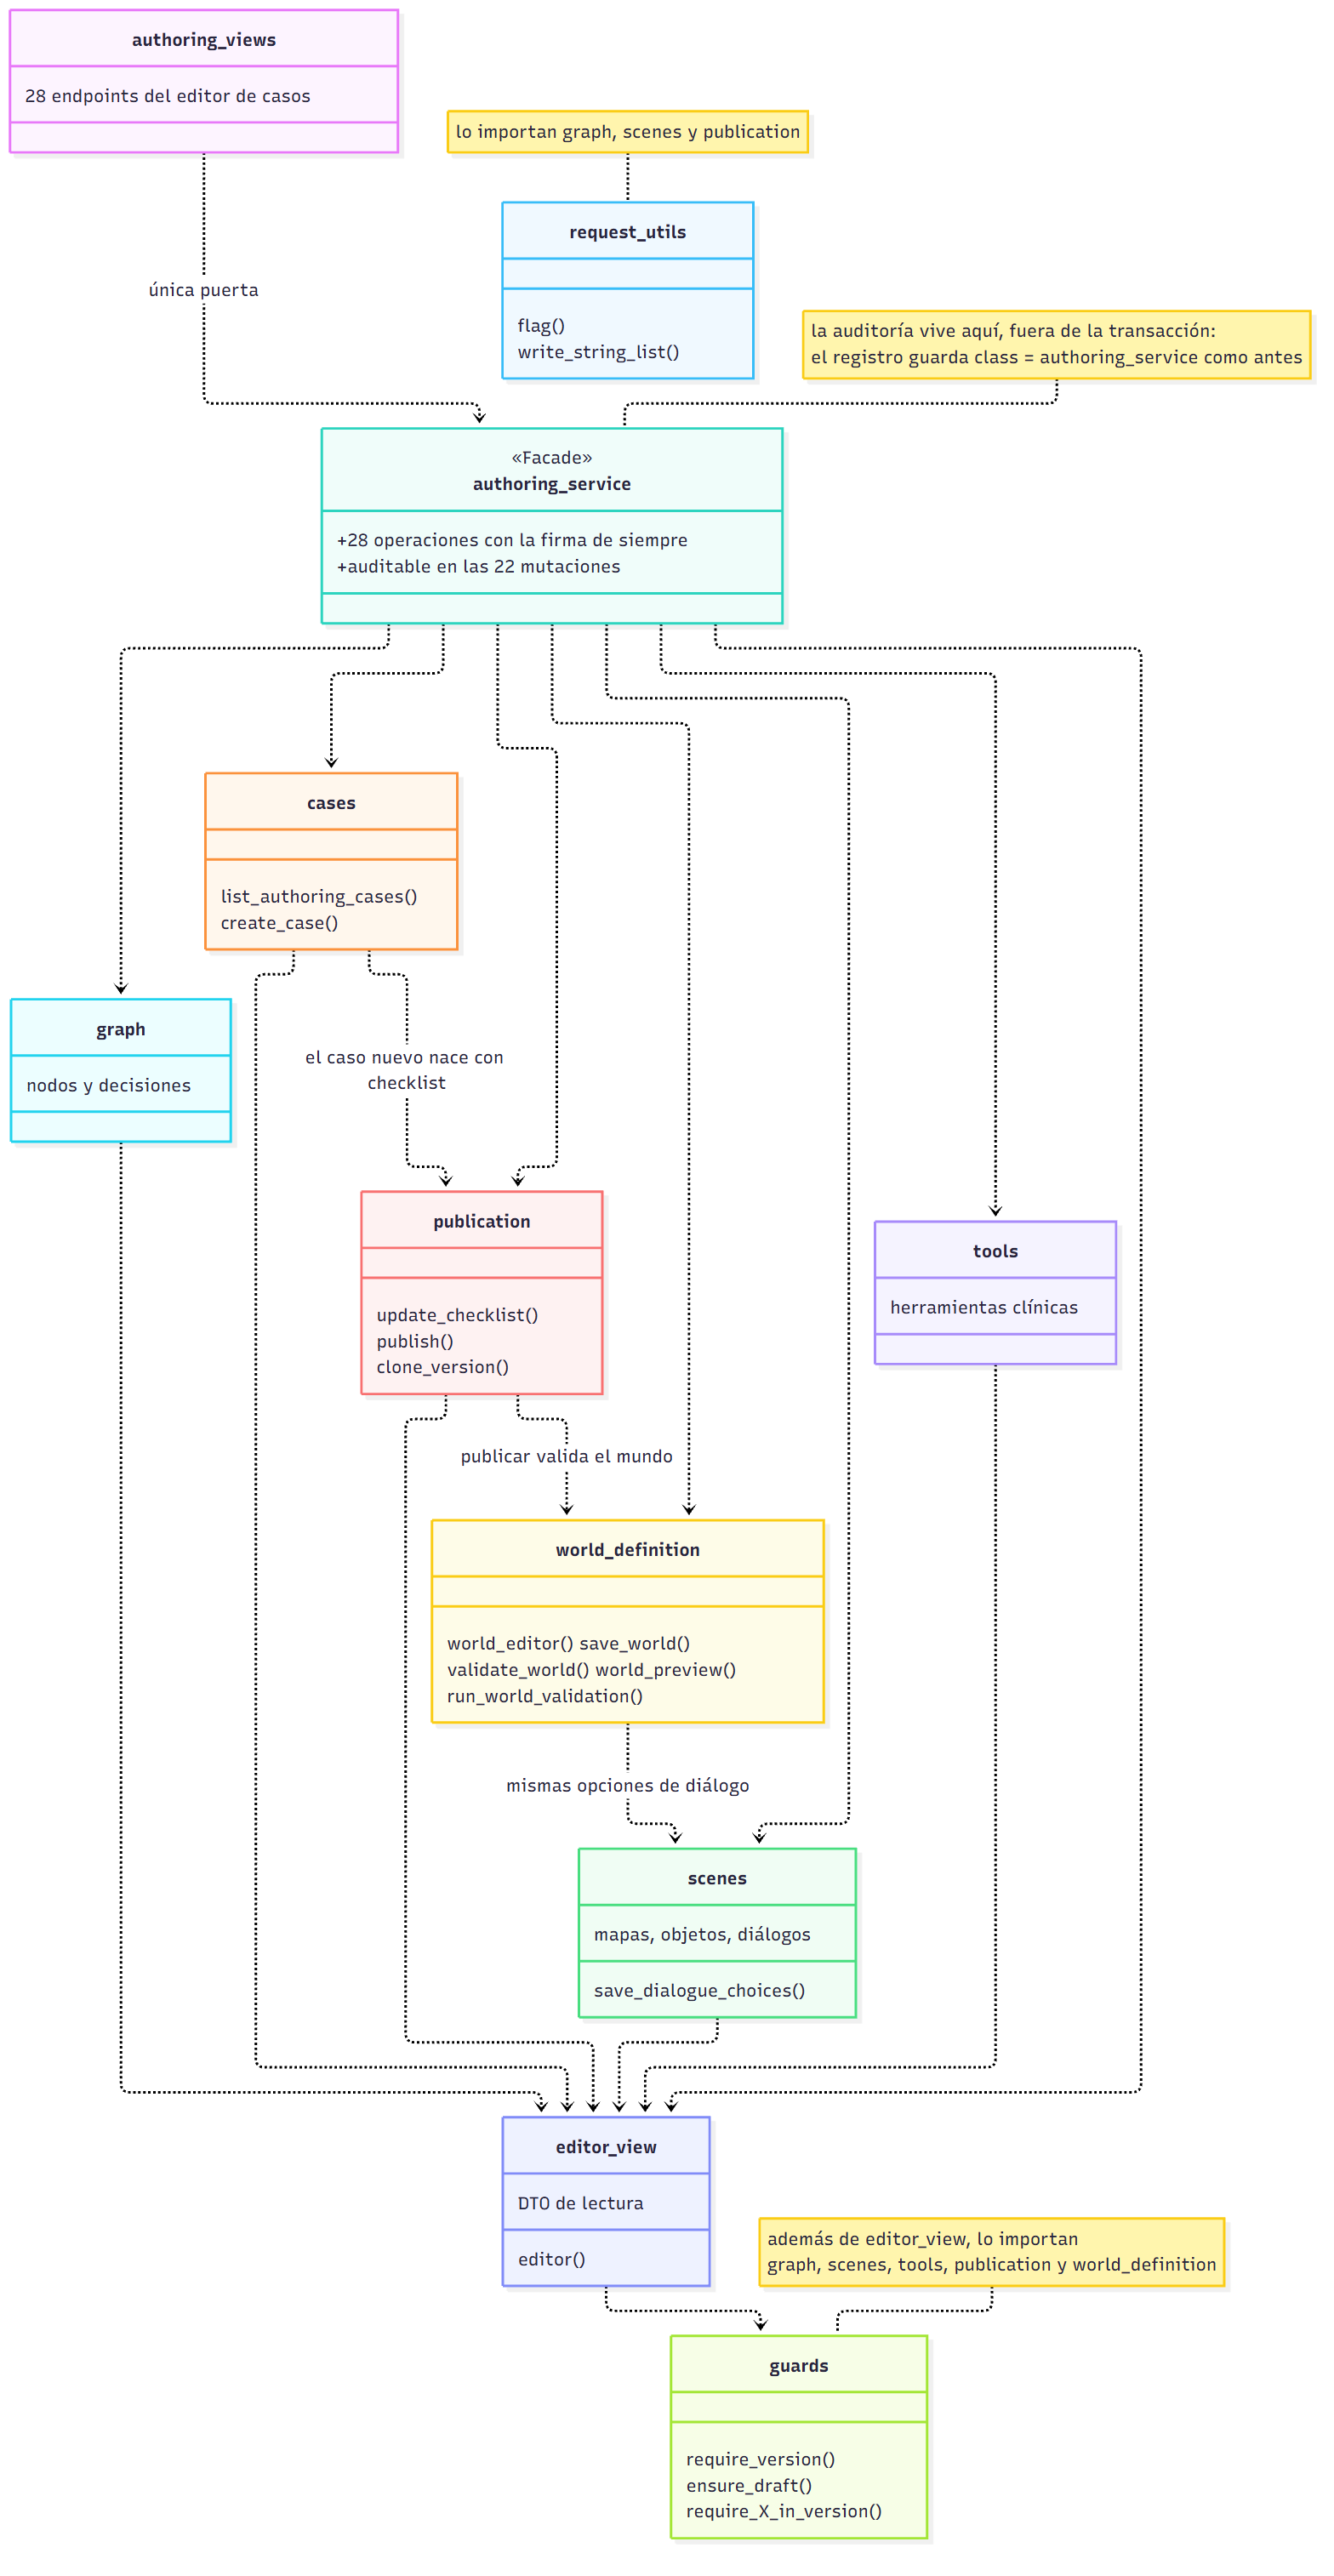 authoring_views
28 endpoints del editor de casos
lo importan graph, scenes y publication
request_utils
flag()
write_string_list()
única puerta
la auditoría vive aquí, fuera de la transacción:
el registro guarda class = authoring_service como antes
«Facade»
authoring_service
+28 operaciones con la firma de siempre
+auditable en las 22 mutaciones
cases
list_authoring_cases()
create_case()
graph
nodos y decisiones
el caso nuevo nace con
checklist
publication
update_checklist()
publish()
clone_version()
tools
herramientas clínicas
publicar valida el mundo
world_definition
world_editor() save_world()
validate_world() world_preview()
run_world_validation()
mismas opciones de diálogo
scenes
mapas, objetos, diálogos
save_dialogue_choices()
editor_view
DTO de lectura
editor()
además de editor_view, lo importan
graph, scenes, tools, publication y world_definition
guards
require_version()
ensure_draft()
require_X_in_version()